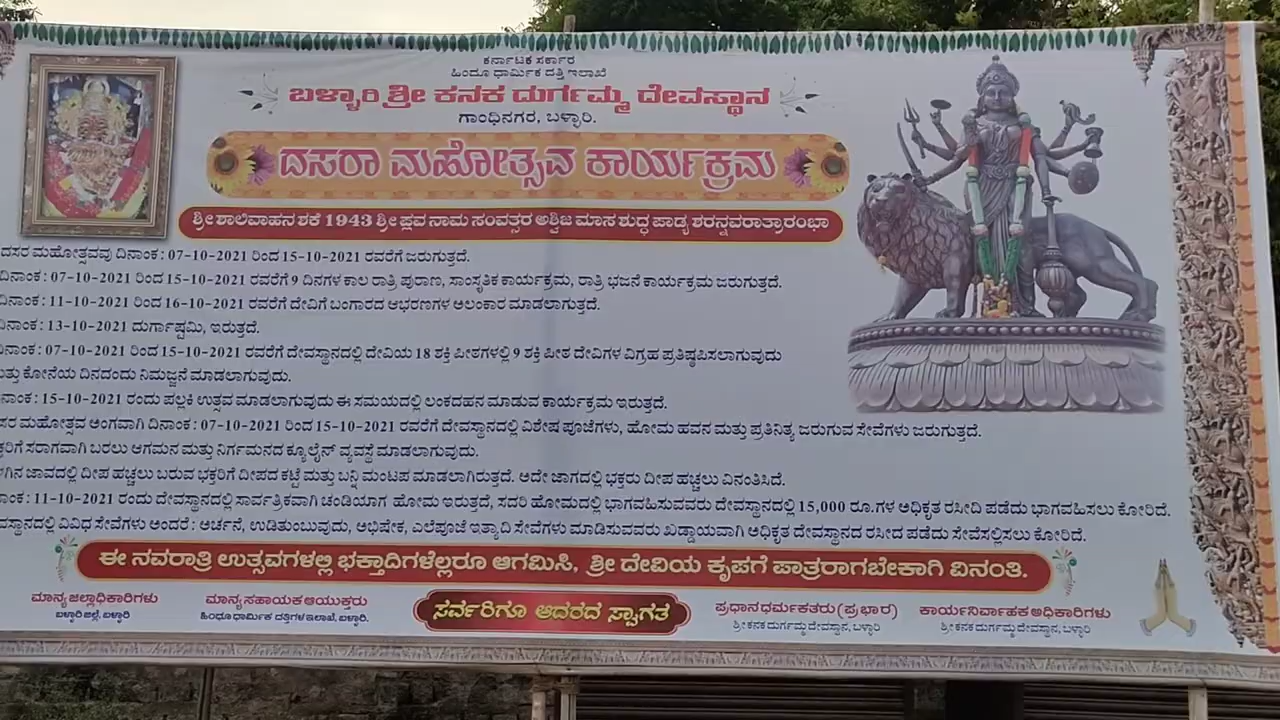 ಕರ್ನಾಟಕ ಸರ್ಕಾರ
ಹಿಂದೂ ಧಾರ್ಮಿಕ ದತ್ತಿ ಇಲಾಖೆ
ಬಳ್ಳಾರಿ ಶ್ರೀ ಕನಕ ದುರ್ಗಮ್ಮ ದೇವಸ್ಥಾನ
ಗಾಂಧಿನಗರ, ಬಳ್ಳಾರಿ.
ದಸರಾ ಮಹೋತ್ಸವ ಕಾರ್ಯಕ್ರಮ
ಶ್ರೀ ಶಾಲಿವಾಹನ ಶಕೆ 1943 ಶ್ರೀ ಪ್ಲವ ನಾಮ ಸಂವತ್ಸರ ಅಶ್ವಿಜ ಮಾಸ ಶುದ್ಧ ಪಾಡ್ಯ ಶರನ್ನವರಾತ್ರಾರಂಭಾ
ದಸರ ಮಹೋತ್ಸವವು ದಿನಾಂಕ : 07-10-2021 ರಿಂದ 15-10-2021 ರವರೆಗೆ ಜರುಗುತ್ತದೆ.
ದಿನಾಂಕ : 07-10-2021 ರಿಂದ 15-10-2021 ರವರೆಗೆ 9 ದಿನಗಳ ಕಾಲ ರಾತ್ರಿ ಪುರಾಣ, ಸಾಂಸ್ಕೃತಿಕ ಕಾರ್ಯಕ್ರಮ, ರಾತ್ರಿ ಭಜನೆ ಕಾರ್ಯಕ್ರಮ ಜರುಗುತ್ತದೆ.
ದಿನಾಂಕ : 11-10-2021 ರಿಂದ 16-10-2021 ರವರೆಗೆ ದೇವಿಗೆ ಬಂಗಾರದ ಆಭರಣಗಳ ಅಲಂಕಾರ ಮಾಡಲಾಗುತ್ತದೆ.
ದಿನಾಂಕ : 13-10-2021 ದುರ್ಗಾಷ್ಟಮಿ, ಇರುತ್ತದೆ.
ದಿನಾಂಕ : 07-10-2021 ರಿಂದ 15-10-2021 ರವರೆಗೆ ದೇವಸ್ಥಾನದಲ್ಲಿ ದೇವಿಯ 18 ಶಕ್ತಿ ಪೀಠಗಳಲ್ಲಿ 9 ಶಕ್ತಿ ಪೀಠ ದೇವಿಗಳ ವಿಗ್ರಹ ಪ್ರತಿಷ್ಠಪಿಸಲಾಗುವುದು
ಮತ್ತು ಕೋನೆಯ ದಿನದಂದು ನಿಮಜ್ಜನೆ ಮಾಡಲಾಗುವುದು.
ದಿನಾಂಕ : 15-10-2021 ರಂದು ಪಲ್ಲಕಿ ಉತ್ಸವ ಮಾಡಲಾಗುವುದು ಈ ಸಮಯದಲ್ಲಿ ಲಂಕದಹನ ಮಾಡುವ ಕಾರ್ಯಕ್ರಮ ಇರುತ್ತದೆ.
ಸರ ಮಹೋತ್ಸವ ಅಂಗವಾಗಿ ದಿನಾಂಕ : 07-10-2021 ರಿಂದ 15-10-2021 ರವರೆಗೆ ದೇವಸ್ಥಾನದಲ್ಲಿ ವಿಶೇಷ ಪೂಜೆಗಳು, ಹೋಮ ಹವನ ಮತ್ತು ಪ್ರತಿನಿತ್ಯ ಜರುಗುವ ಸೇವೆಗಳು ಜರುಗುತ್ತದೆ.
ಸರಾಗವಾಗಿ ಬರಲು ಆಗಮನ ಮತ್ತು ನಿರ್ಗಮನದ ಕ್ಯೂಲೈನ್ ವ್ಯವಸ್ಥೆ ಮಾಡಲಾಗುವುದು.
ಜಾವದಲ್ಲಿ ದೀಪ ಹಚ್ಚಲು ಬರುವ ಭಕ್ತರಿಗೆ ದೀಪದ ಕಟ್ಟೆ ಮತ್ತು ಬನ್ನಿ ಮಂಟಪ ಮಾಡಲಾಗಿರುತ್ತದೆ. ಅದೇ ಜಾಗದಲ್ಲಿ ಭಕ್ತರು ದೀಪ ಹಚ್ಚಲು ವಿನಂತಿಸಿದೆ.
ನಾಂಕ : 11-10-2021 ರಂದು ದೇವಸ್ಥಾನದಲ್ಲಿ ಸಾರ್ವತ್ರಿಕವಾಗಿ ಚಂಡಿಯಾಗ ಹೋಮ ಇರುತ್ತದೆ, ಸದರಿ ಹೋಮದಲ್ಲಿ ಭಾಗವಹಿಸುವವರು ದೇವಸ್ಥಾನದಲ್ಲಿ 15,000 ರೂ.ಗಳ ಅಧಿಕೃತ ರಸೀದಿ ಪಡೆದು ಭಾಗವಹಿಸಲು ಕೋರಿದೆ.
ವಸ್ಥಾನದಲ್ಲಿ ವಿವಿಧ ಸೇವೆಗಳು ಅಂದರೆ : ಅರ್ಚನೆ, ಉಡಿತುಂಬುವುದು, ಅಭಿಷೇಕ, ಎಲೆಪೂಜೆ ಇತ್ಯಾದಿ ಸೇವೆಗಳು ಮಾಡಿಸುವವರು ಖಡ್ಡಾಯವಾಗಿ ಅಧಿಕೃತ ದೇವಸ್ಥಾನದ ರಸೀದ ಪಡೆದು ಸೇವೆಸಲ್ಲಿಸಲು ಕೋರಿದೆ.
ಈ ನವರಾತ್ರಿ ಉತ್ಸವಗಳಲ್ಲಿ ಭಕ್ತಾದಿಗಳೆಲ್ಲರೂ ಆಗಮಿಸಿ, ಶ್ರೀ ದೇವಿಯ ಕೃಪಗೆ ಪಾತ್ರರಾಗಬೇಕಾಗಿ ವಿನಂತಿ.
ಮಾನ್ಯ ಜಿಲ್ಲಾಧಿಕಾರಿಗಳು
ಬಳ್ಳಾರಿ ಜಿಲ್ಲೆ, ಬಳ್ಳಾರಿ
ಮಾನ್ಯ ಸಹಾಯಕ ಆಯುಕ್ತರು
ಹಿಂಧೂ ಧಾರ್ಮಿಕ ದತ್ತಿಗಳ ಇಲಾಖೆ, ಬಳ್ಳಾರಿ.
ಸರ್ವರಿಗೂ ಆದರದ ಸ್ವಾಗತ
ಪ್ರಧಾನ ಧರ್ಮಕತರು (ಪ್ರಭಾರ)
ಶ್ರೀ ಕನಕ ದುರ್ಗಮ್ಮ ದೇವಸ್ಥಾನ, ಬಳ್ಳಾರಿ
ಕಾರ್ಯನಿರ್ವಾಹಕ ಅಧಿಕಾರಿಗಳು
ಶ್ರೀ ಕನಕ ದುರ್ಗಮ್ಮ ದೇವಸ್ಥಾನ, ಬಳ್ಳಾರಿ